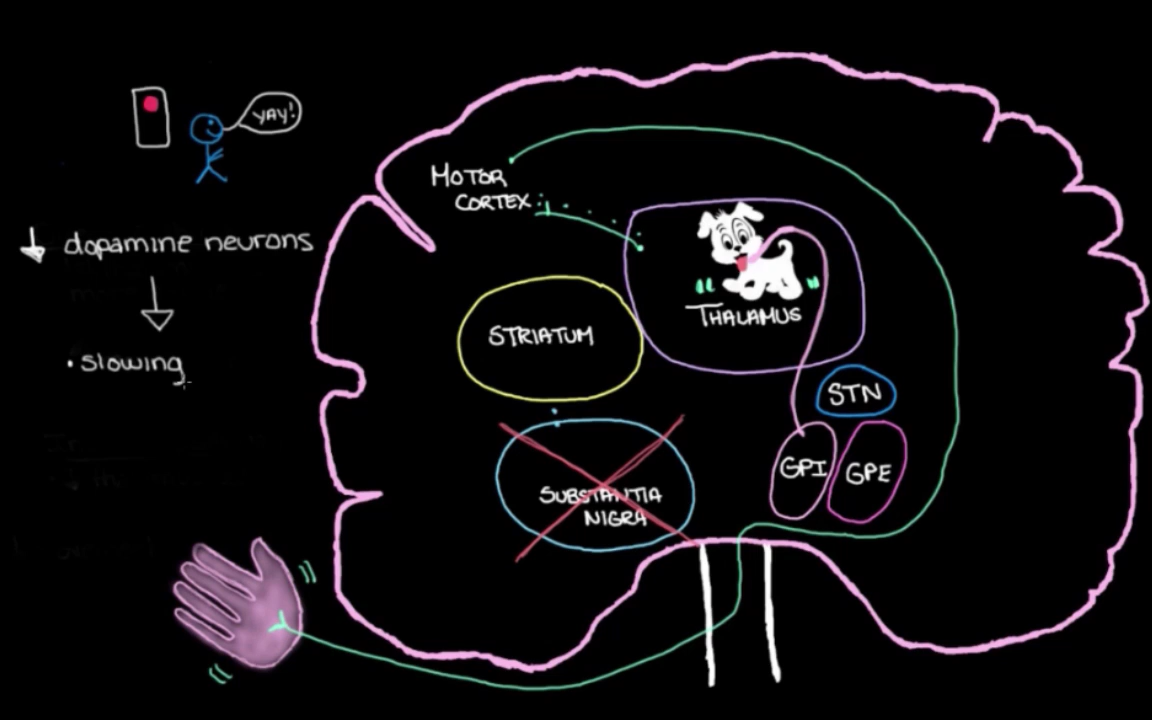 YAY!
MOTOR
CORTEX
↓ dopamine neurons
• slowing
THALAMUS
STRIATUM
STN
GPI
GPE
SUBSTANTIA
NIGRA